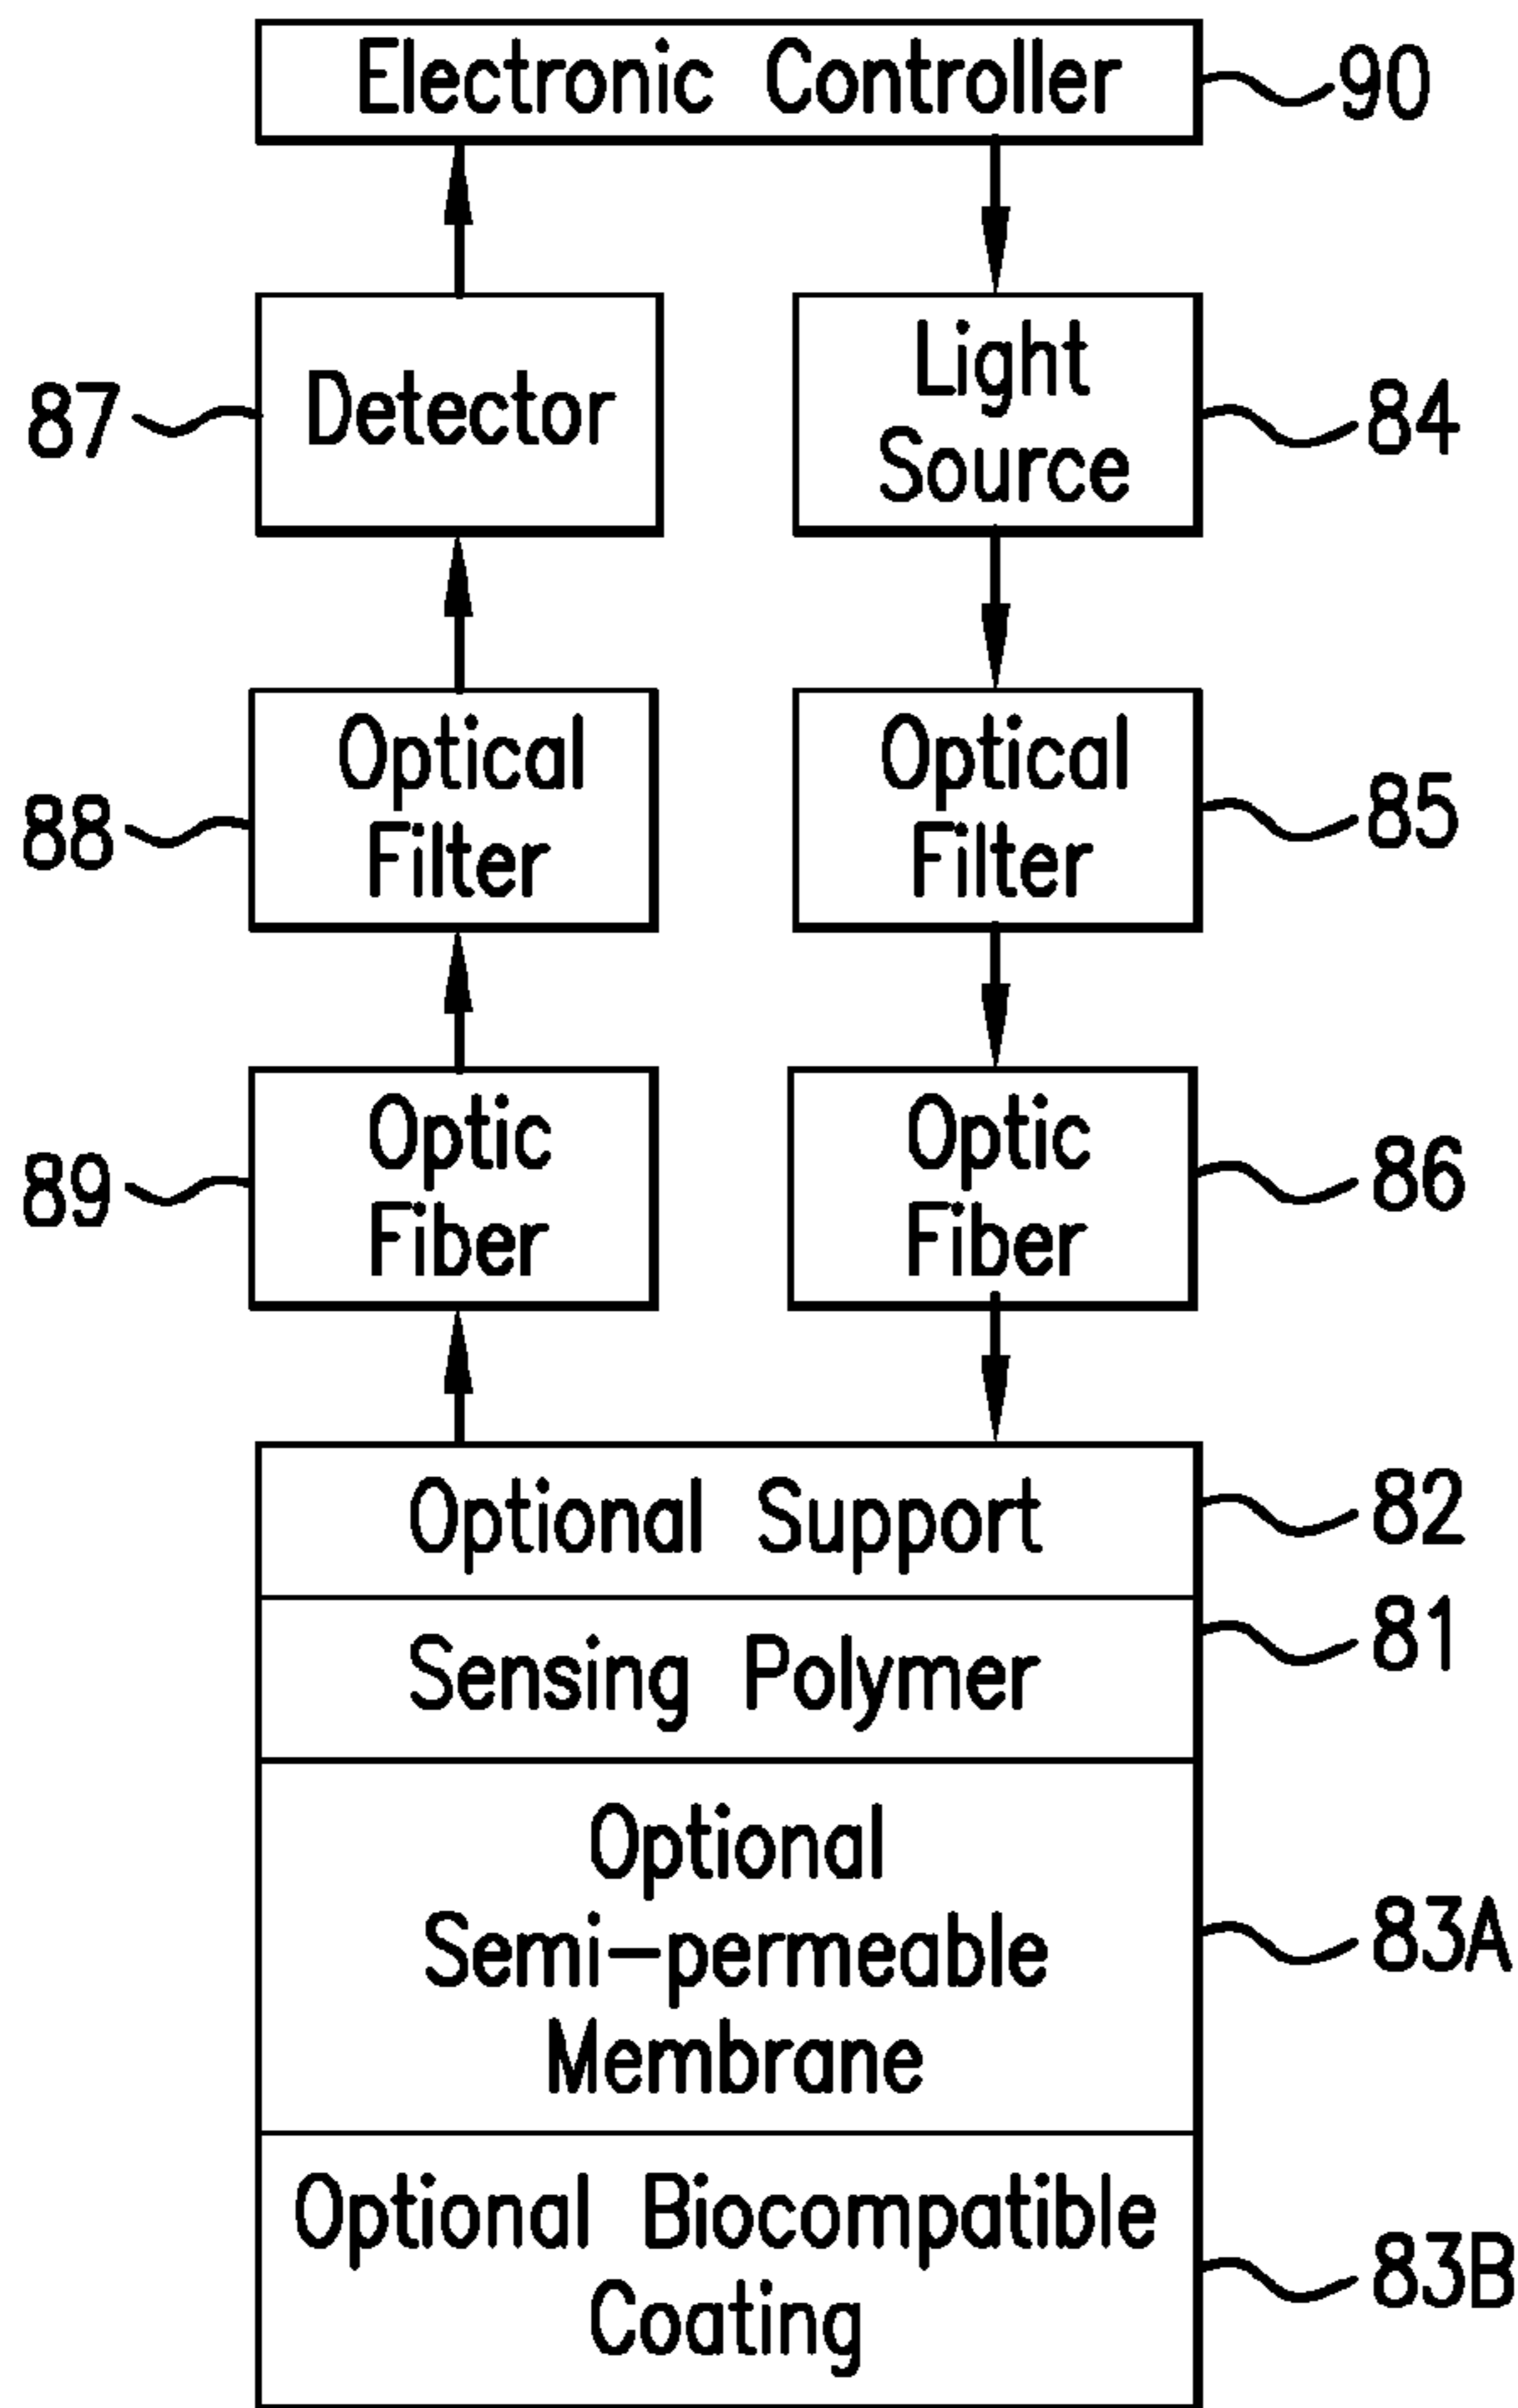 Electronic Controller
90
Detector
87
Light
Source
84
Optical
Filter
88
Optical
Filter
85
Optic
Fiber
89
Optic
Fiber
86
Optional Support
82
Sensing Polymer
81
Optional
Semi-permeable
Membrane
83A
Optional Biocompatible
Coating
83B